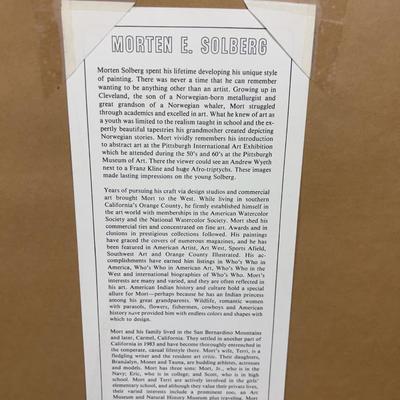 MORTEN E. SOLBERG
Morten Solberg spent his lifetime developing his unique style
of painting. There was never a time that he can remember
wanting to be anything other than an artist. Growing up in
Cleveland, the son of a Norwegian-born metallurgist and
great grandson of a Norwegian whaler, Mort struggled
through academics and excelled in art. What he knew of art as
a youth was limited to the realism taught in school and the ex-
pertly beautiful tapestries his grandmother created depicting
Norwegian stories. Mort vividly remembers his introduction
to abstract art at the Pittsburgh International Art Exhibition
which he attended during the 50's and 60's at the Pittsburgh
Museum of Art. There the viewer could see an Andrew Wyeth
next to a Franz Kline and huge Afro-triptychs. These images
made lasting impressions on the young Solberg.
Years of pursuing his craft via design studios and commercial
art brought Mort to the West. While living in southern
California's Orange County, he firmly established himself in
the art world with memberships in the American Watercolor
Society and the National Watercolor Society. Mort shed his
commercial ties and concentrated on fine art. Awards and in-
clusions in prestigious collections followed. His paintings
have graced the covers of numerous magazines, and he has
been featured in American Artist, Art West, Sports Afield,
Southwest Art and Orange County Illustrated. His ac-
complishments have earned him listings in Who's Who in
America, Who's Who in American Art, Who's Who in the
West and international biographies of Who's Who. Mort's
interests are many and varied, and they are often reflected in
his art. American Indian history and culture hold a special
allure for Mort—perhaps because he has an Indian princess
among his great grandparents. Wildlife, romantic women
with parasols, flowers, fishermen, cowboys and American
history have provided him with endless colors and shapes with
which to design.
Mort and his family lived in the San Bernardino Mountains
and later, Carmel, California. They settled in another part of
California in 1983 and have become thoroughly entrenched in
the temperate, casual lifestyle there. Mort's wife, Terri, is a
fledgling writer and the resident art critic. Their daughters,
Monet and Tauna, are budding athletes, actresses
and models. Mort has three sons: Mort, Jr., who is in the
Navy; Eric, who is in college; and Scott, who is in high
school. Mort and Terri are actively involved in the girls'
elementary school, and although they value their private lives,
their varied interests include a prominent too, an Art
Museum and Natural History Museum plus traveling. Mort